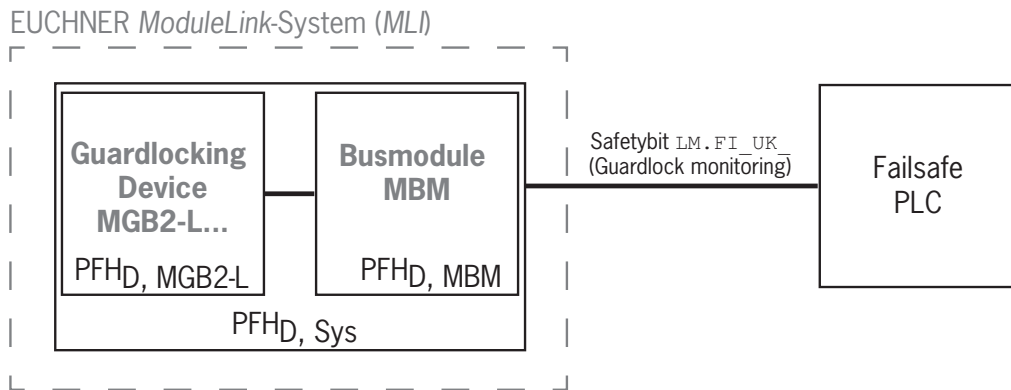 EUCHNER ModuleLink-System (MLI)
Guardlocking
Device
MGB2-L...
PFHD, MGB2-L
Busmodule
MBM
PFHD, MBM
PFHD, Sys
Safetybit LM.FI_UK_
(Guardlock monitoring)
Failsafe
PLC